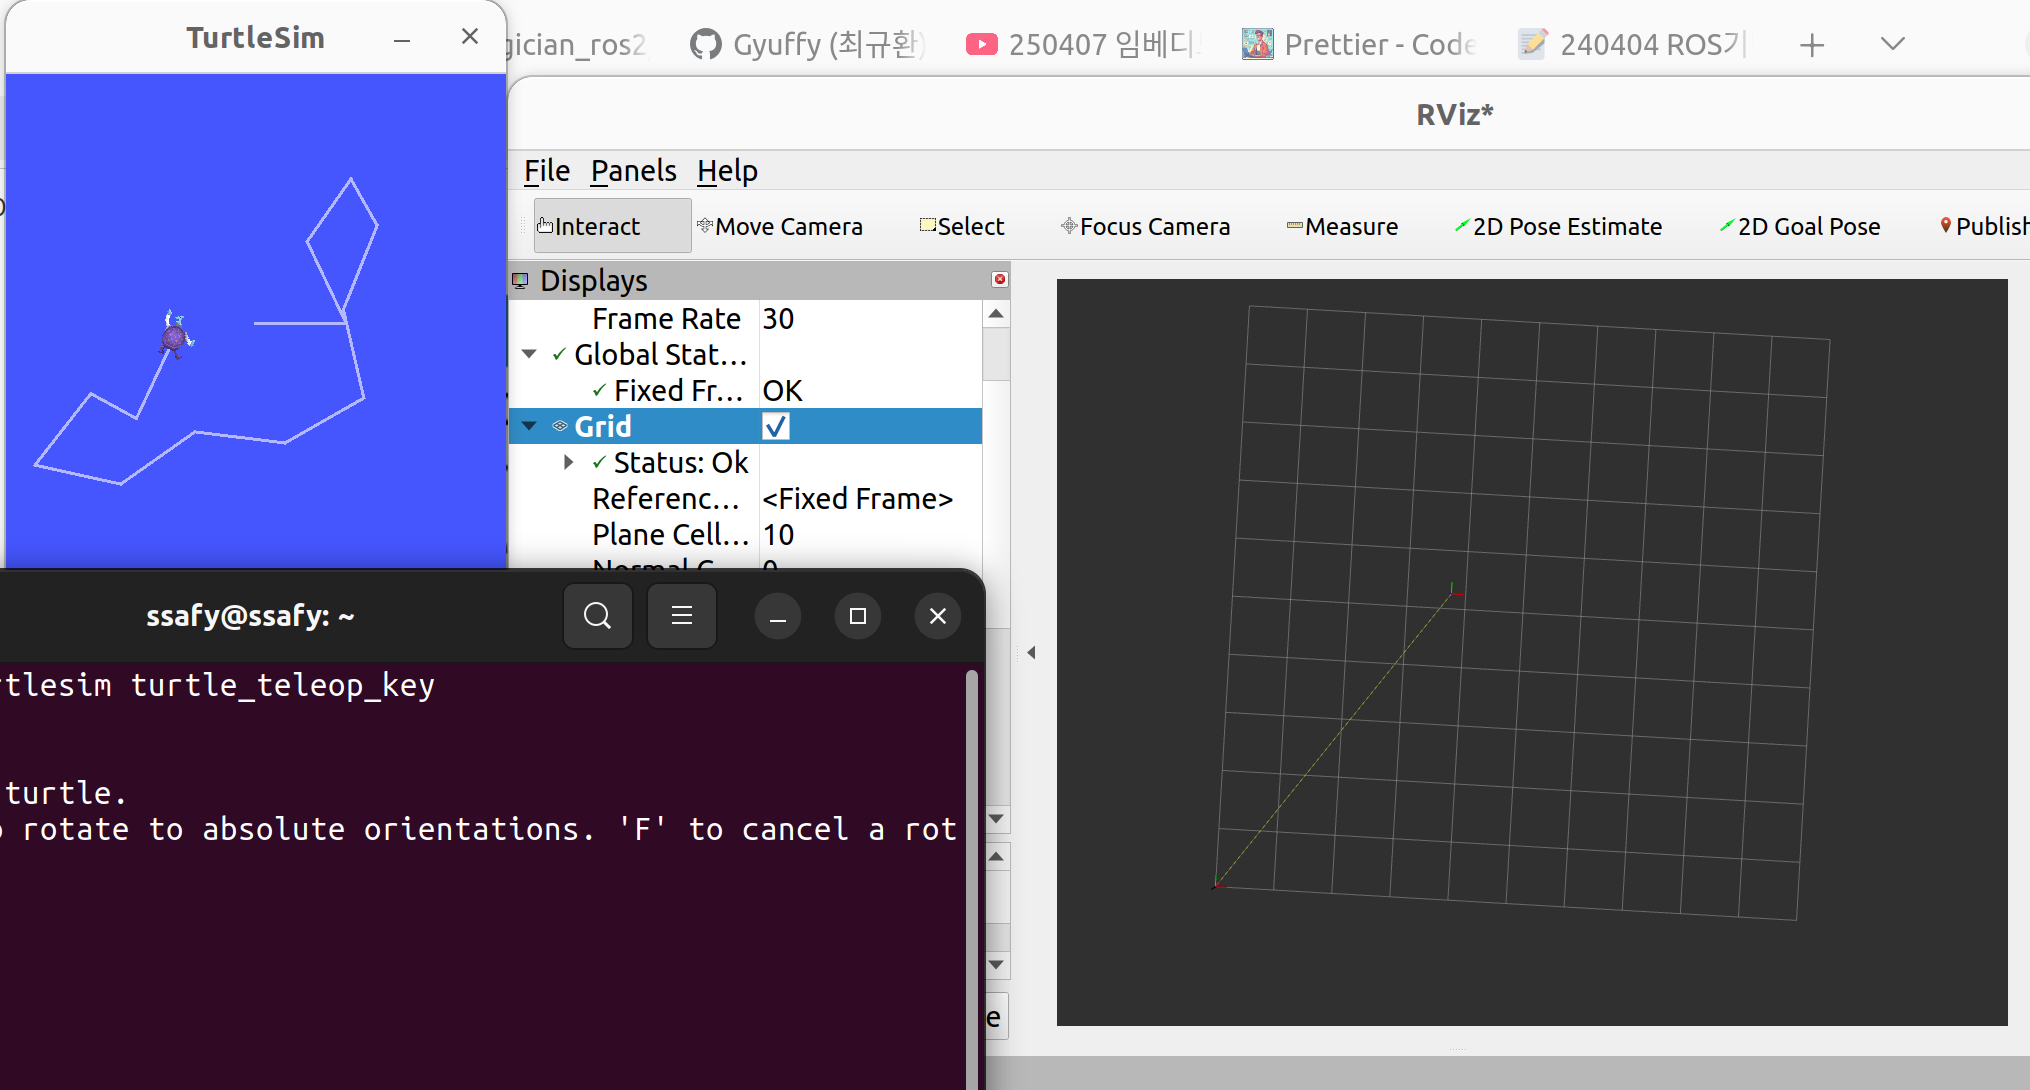 TurtleSim
gician_ros2
Gyuffy (최규환)
250407 임베디
Prettier - Code
240404 ROS기
RViz*
File Panels Help
Interact Move Camera Select Focus Camera Measure 2D Pose Estimate 2D Goal Pose Publish
Displays
Frame Rate 30
Global Stat...
Fixed Fr... OK
Grid
Status: Ok
Referenc... <Fixed Frame>
Plane Cell... 10
Normal C... 0
ssafy@ssafy: ~
rtlesim turtle_teleop_key
turtle.
o rotate to absolute orientations. 'F' to cancel a rot
e